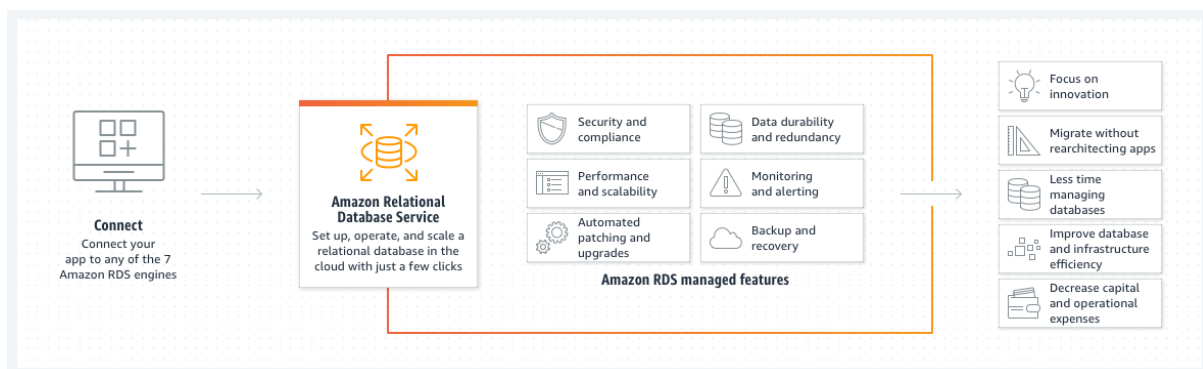 Connect
Connect your
app to any of the 7
Amazon RDS engines
Amazon Relational
Database Service
Set up, operate, and scale a
relational database in the
cloud with just a few clicks
Security and
compliance
Data durability
and redundancy
Performance
and scalability
Monitoring
and alerting
Automated
patching and
upgrades
Backup and
recovery
Amazon RDS managed features
Focus on
innovation
Migrate without
rearchitecting apps
Less time
managing
databases
Improve database
and infrastructure
efficiency
Decrease capital
and operational
expenses